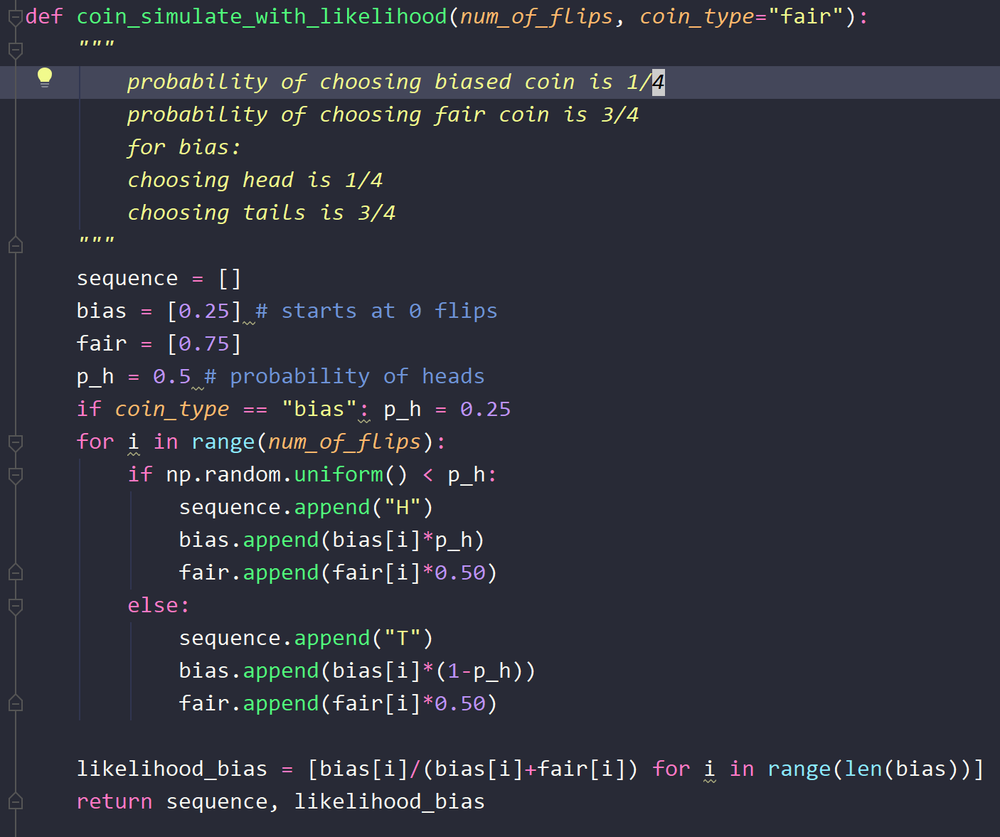 def coin_simulate_with_likelihood(num_of_flips, coin_type="fair"):
    """
        probability of choosing biased coin is 1/4
        probability of choosing fair coin is 3/4
        for bias:
        choosing head is 1/4
        choosing tails is 3/4
    """
    sequence = []
    bias = [0.25] # starts at 0 flips
    fair = [0.75]
    p_h = 0.5 # probability of heads
    if coin_type == "bias": p_h = 0.25
    for i in range(num_of_flips):
        if np.random.uniform() < p_h:
            sequence.append("H")
            bias.append(bias[i]*p_h)
            fair.append(fair[i]*0.50)
        else:
            sequence.append("T")
            bias.append(bias[i]*(1-p_h))
            fair.append(fair[i]*0.50)

    likelihood_bias = [bias[i]/(bias[i]+fair[i]) for i in range(len(bias))]
    return sequence, likelihood_bias